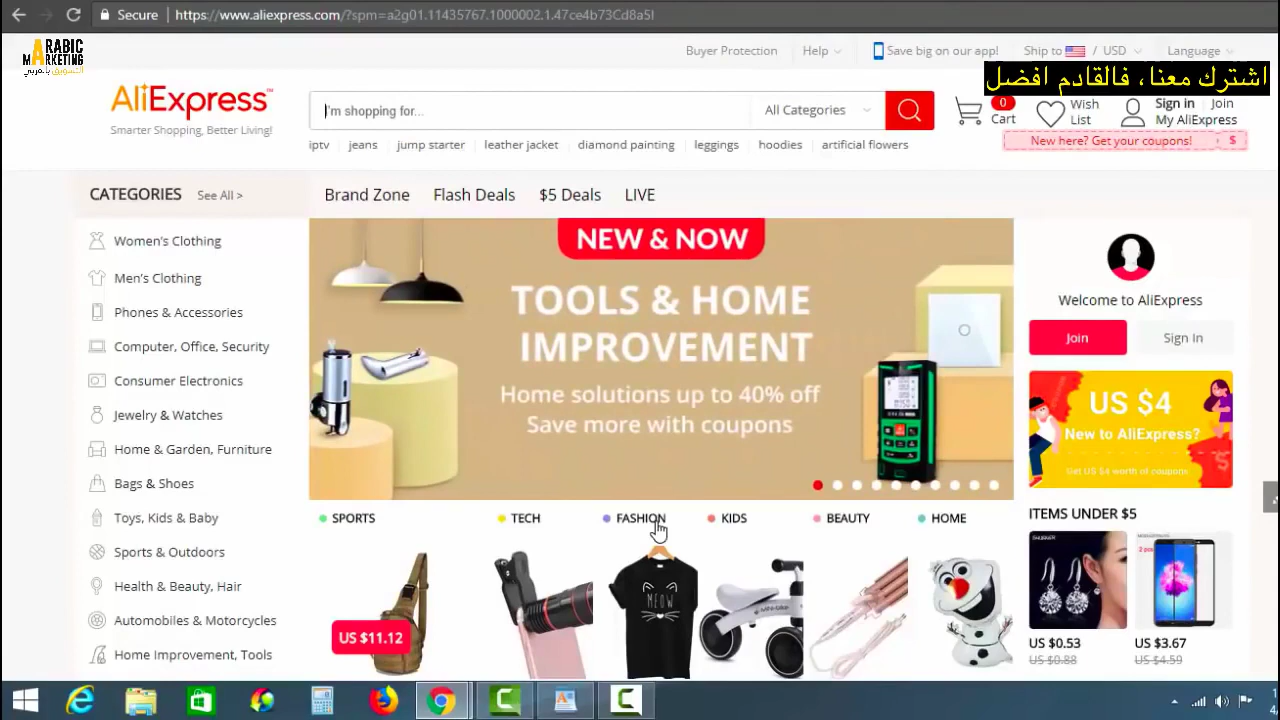 Secure
https://www.aliexpress.com/?spm=a2g01.11435767.1000002.1.47ce4b73Cd8a5I
ARABIC
MARKETING
التسويق بالعربي
Buyer Protection
Help
Save big on our app!
Ship to / USD
Language
اشترك معنا، فالقادم افضل
AliExpress™
Smarter Shopping, Better Living!
I'm shopping for...
All Categories
0
Cart
Wish
List
Sign in Join
My AliExpress
New here? Get your coupons! $
iptv jeans jump starter leather jacket diamond painting leggings hoodies artificial flowers
CATEGORIES See All >
Brand Zone Flash Deals $5 Deals LIVE
Women's Clothing
Men's Clothing
Phones & Accessories
Computer, Office, Security
Consumer Electronics
Jewelry & Watches
Home & Garden, Furniture
Bags & Shoes
Toys, Kids & Baby
Sports & Outdoors
Health & Beauty, Hair
Automobiles & Motorcycles
Home Improvement, Tools
NEW & NOW
TOOLS & HOME
IMPROVEMENT
Home solutions up to 40% off
Save more with coupons
SPORTS TECH FASHION KIDS BEAUTY HOME
US $11.12
MEOW
Welcome to AliExpress
Join Sign In
US $4
New to AliExpress?
Get US $4 worth of coupons
ITEMS UNDER $5
US $0.53
US $0.88
US $3.67
US $4.59